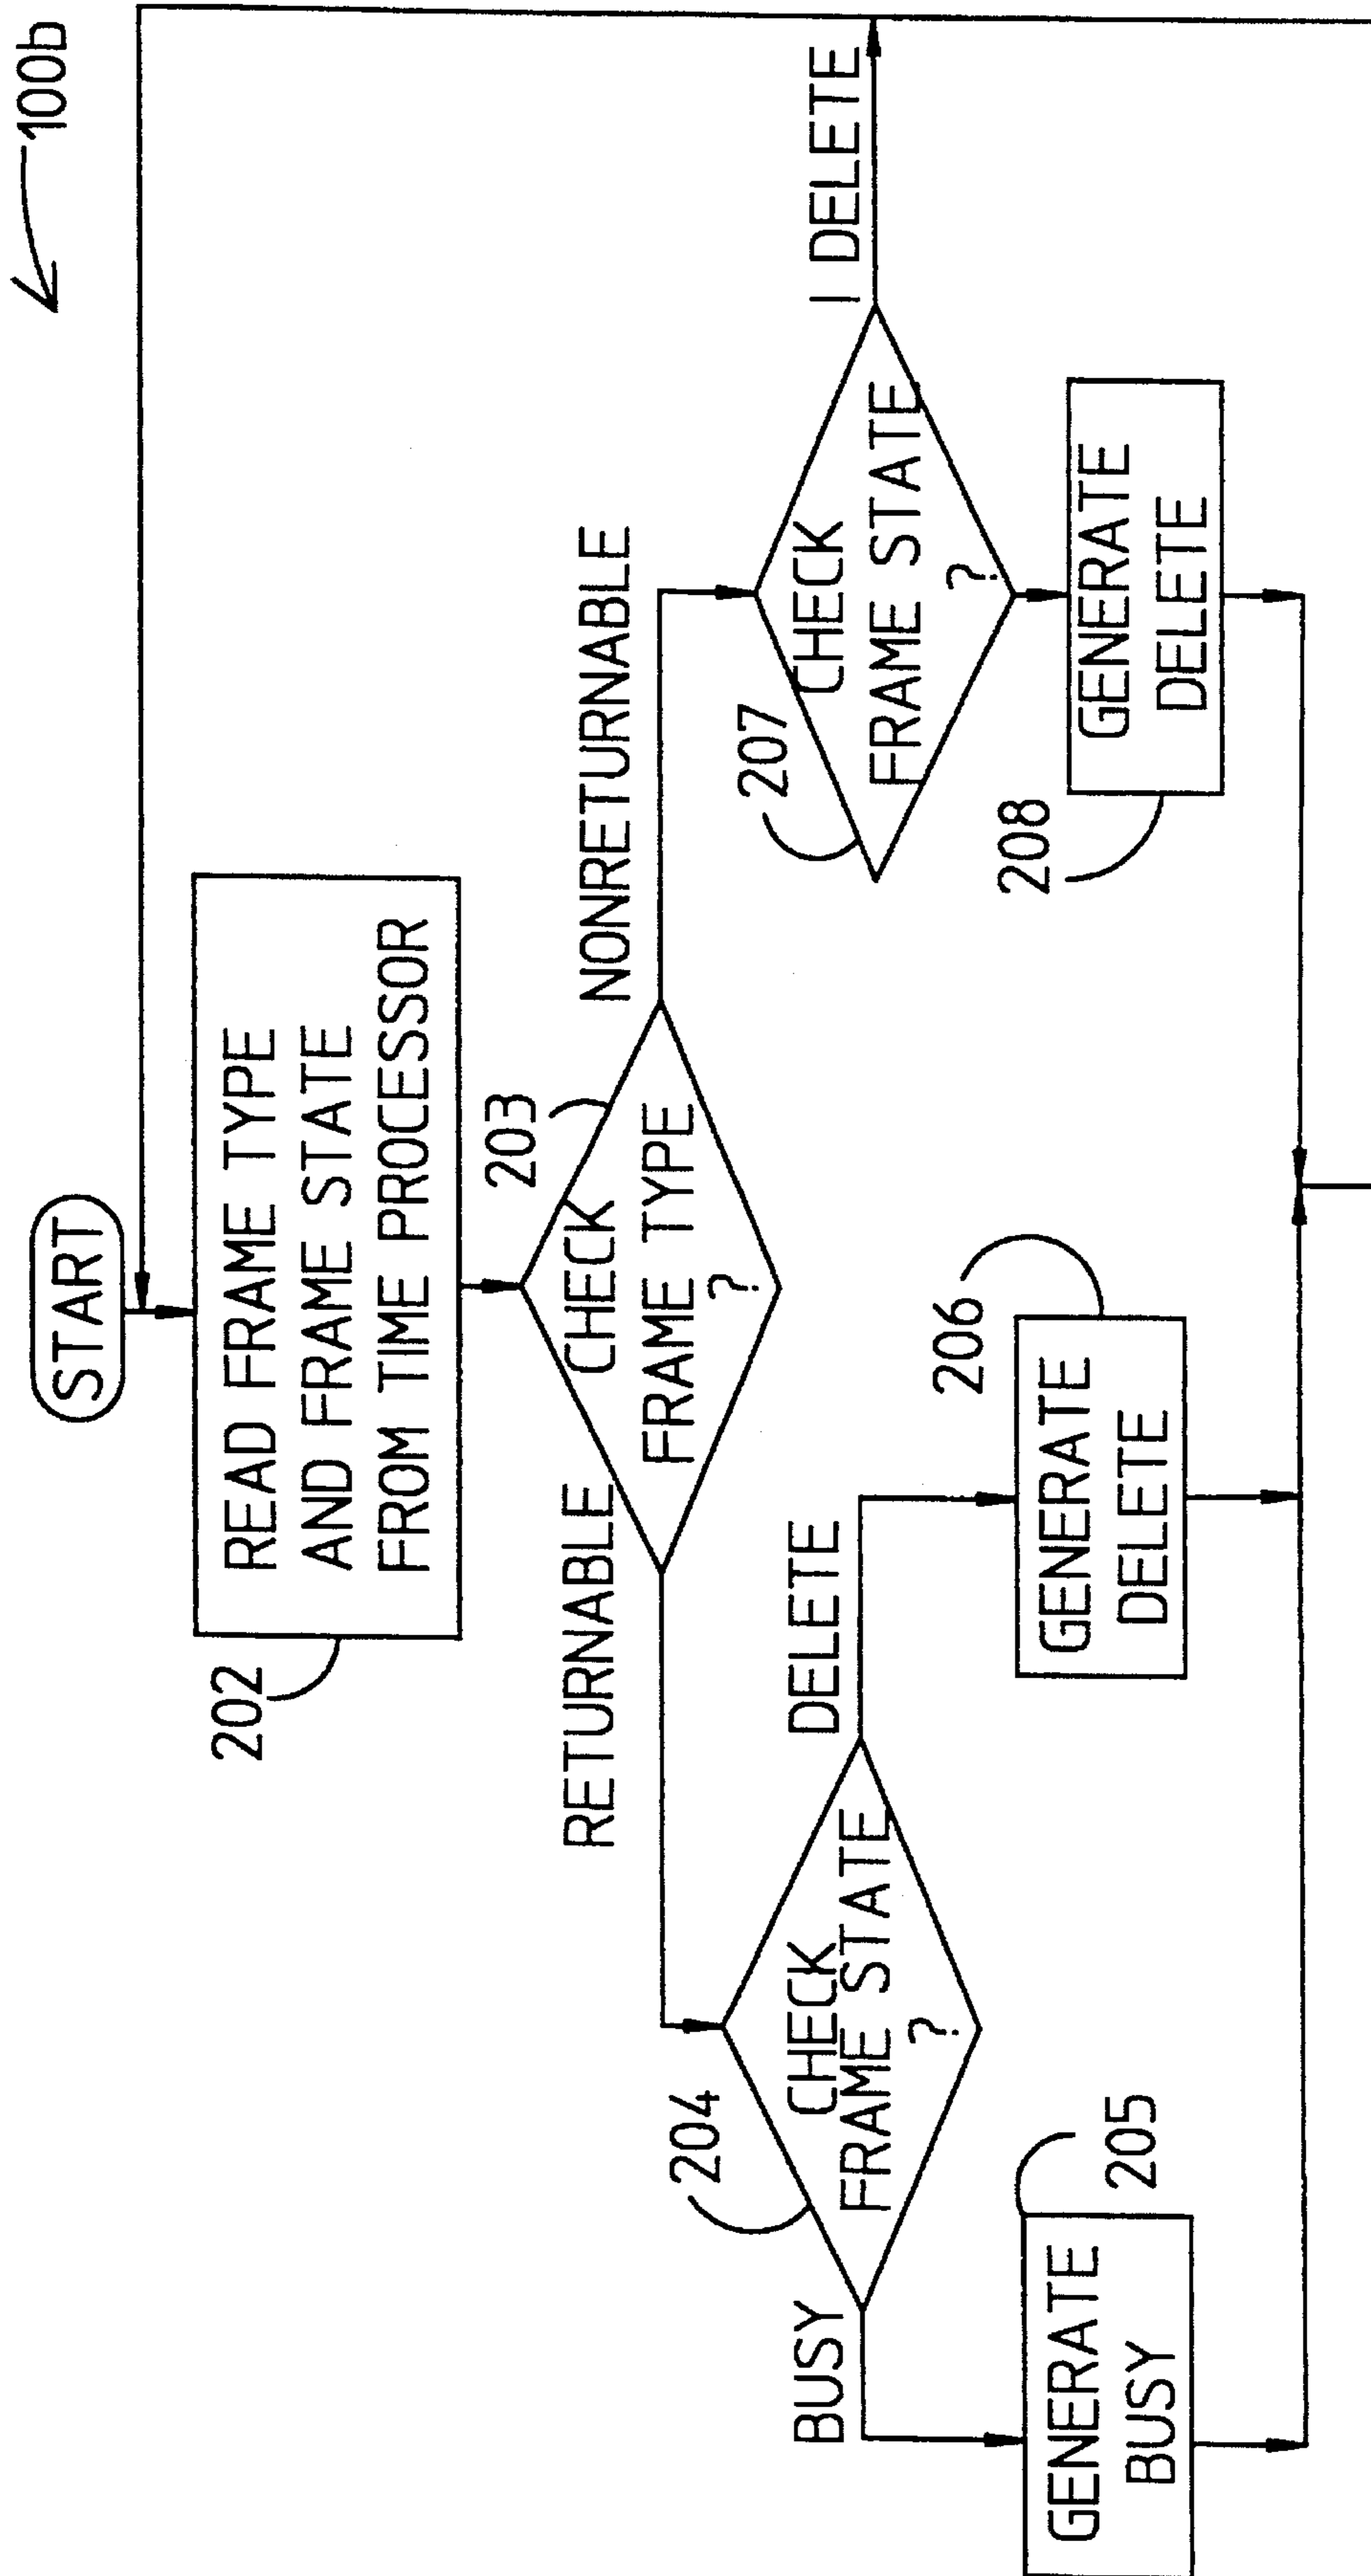 100b
START
READ FRAME TYPE
AND FRAME STATE
FROM TIME PROCESSOR
202
CHECK
FRAME TYPE
?
203
RETURNABLE
NONRETURNABLE
CHECK
FRAME STATE
?
204
BUSY
DELETE
CHECK
FRAME STATE
?
207
I DELETE
GENERATE
BUSY
205
GENERATE
DELETE
206
GENERATE
DELETE
208